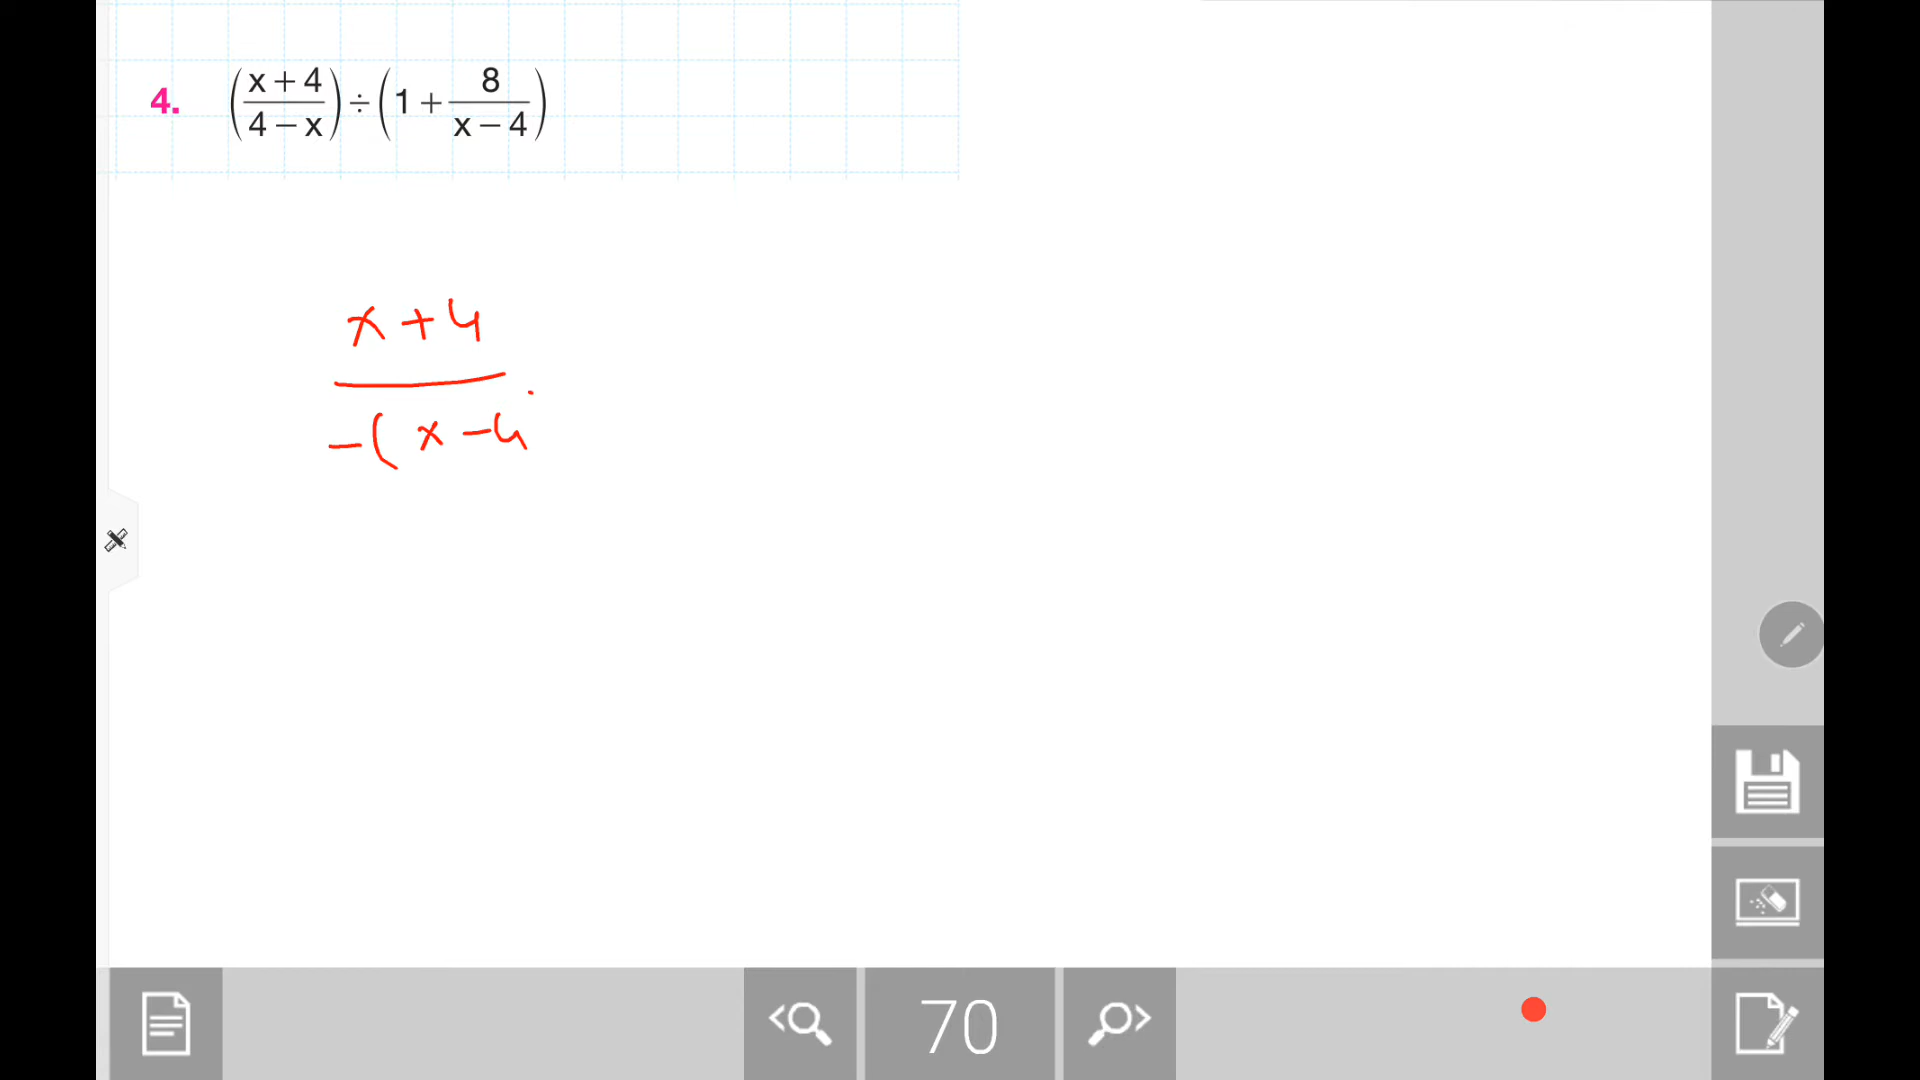 4. (x + 4 / 4 − x) ÷ (1 + 8 / x − 4)
x + 4
−( x − 4
70